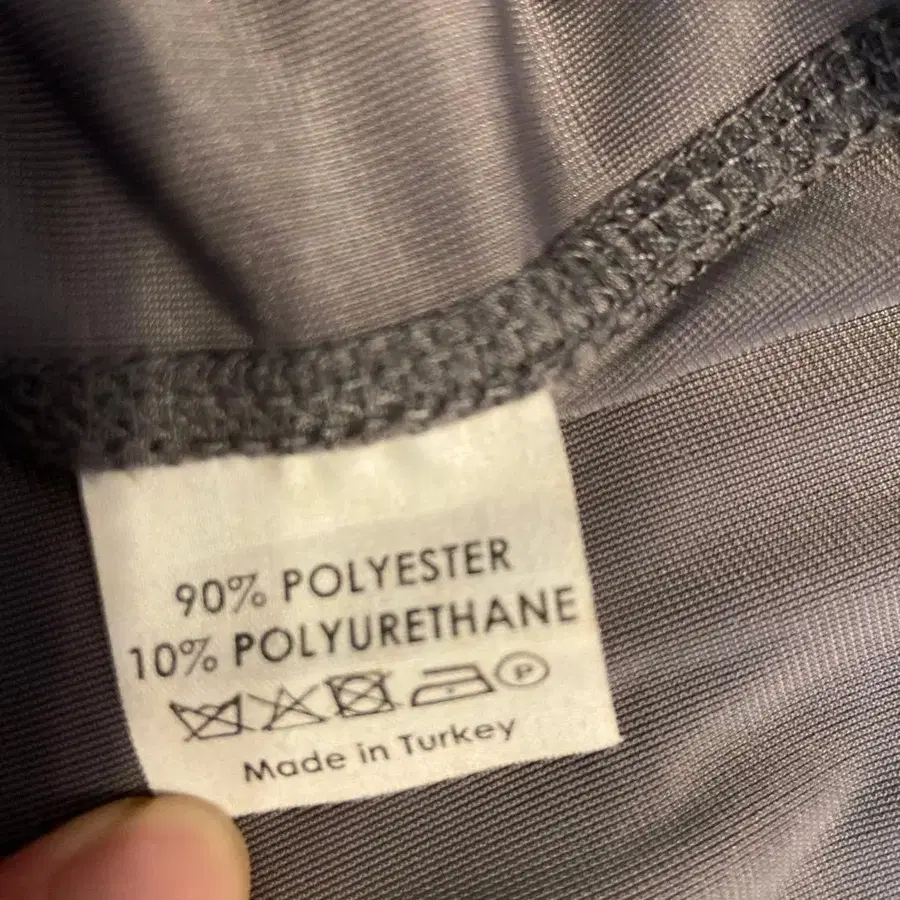 90% POLYESTER
10% POLYURETHANE
P
Made in Turkey